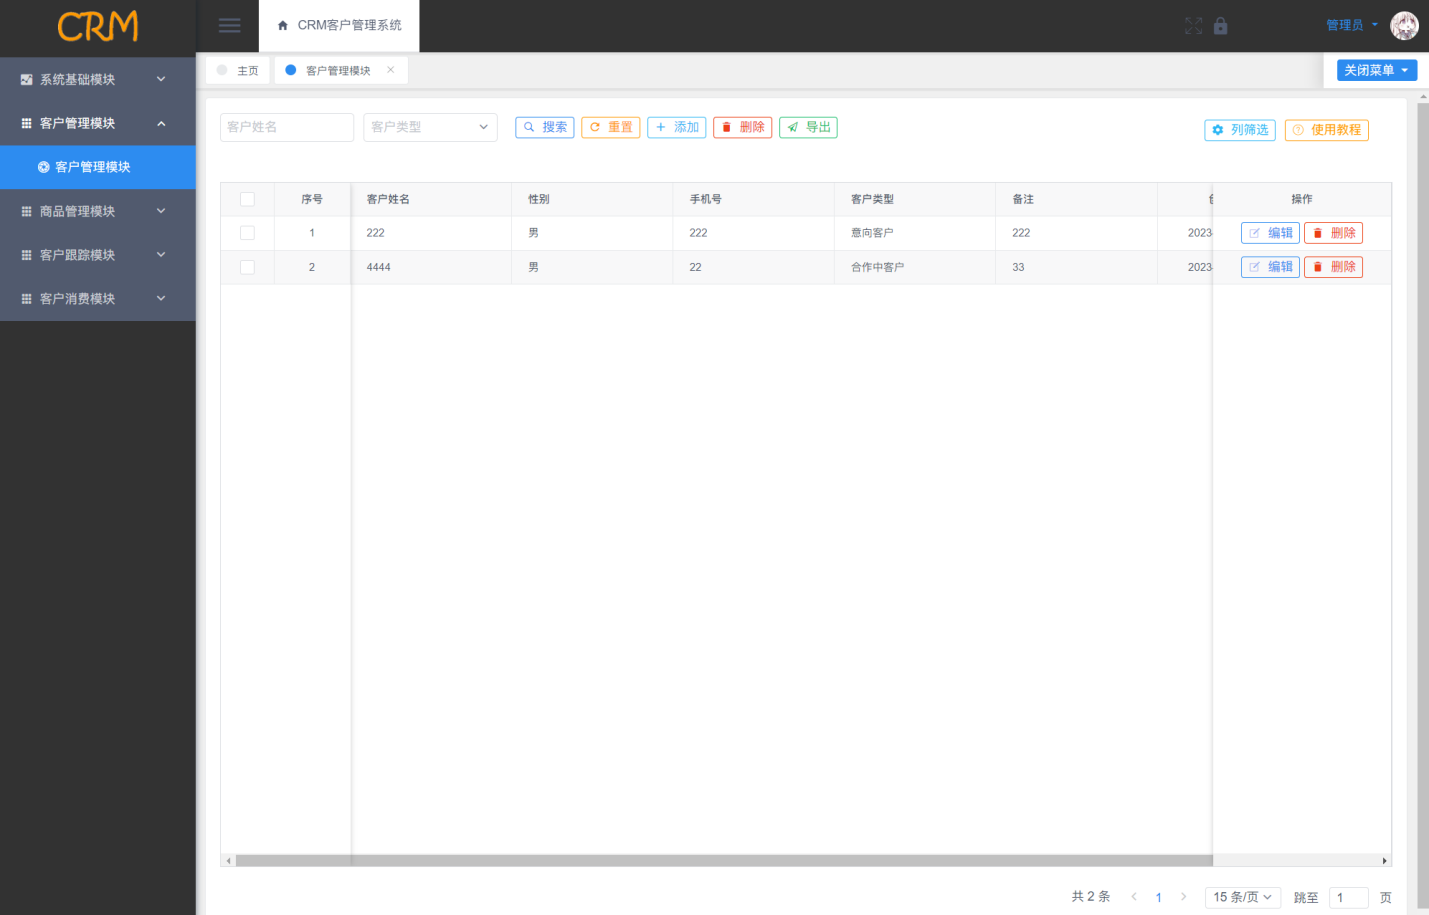 CRM
CRM客户管理系统
管理员
系统基础模块
客户管理模块
客户管理模块
商品管理模块
客户跟踪模块
客户消费模块
主页
客户管理模块
关闭菜单
客户姓名
客户类型
搜索
重置
添加
删除
导出
列筛选
使用教程
序号 客户姓名 性别 手机号 客户类型 备注 操作
1 222 男 222 意向客户 222 2023- 编辑 删除
2 4444 男 22 合作中客户 33 2023- 编辑 删除
共 2 条 1 15 条/页 跳至 1 页